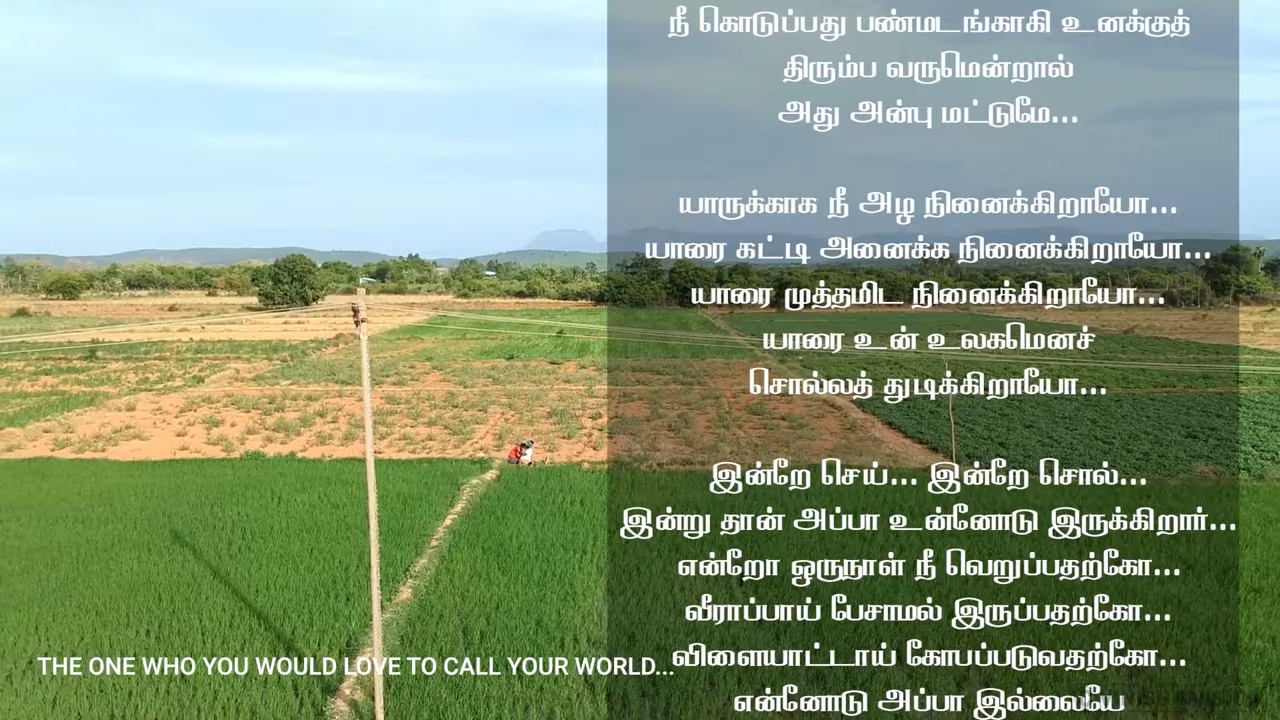 நீ கொடுப்பது பண்மடங்காகி உனக்குத்
திரும்ப வருமென்றால்
அது அன்பு மட்டுமே...
யாருக்காக நீ அழ நினைக்கிறாயோ...
யாரை கட்டி அனைக்க நினைக்கிறாயோ...
யாரை முத்தமிட நினைக்கிறாயோ...
யாரை உன் உலகமெனச்
சொல்லத் துடிக்கிறாயோ...
இன்றே செய்... இன்றே சொல்...
இன்று தான் அப்பா உன்னோடு இருக்கிறார்...
என்றோ ஒருநாள் நீ வெறுப்பதற்கோ...
வீராப்பாய் பேசாமல் இருப்பதற்கோ...
விளையாட்டாய் கோபப்படுவதற்கோ...
என்னோடு அப்பா இல்லையே
THE ONE WHO YOU WOULD LOVE TO CALL YOUR WORLD...